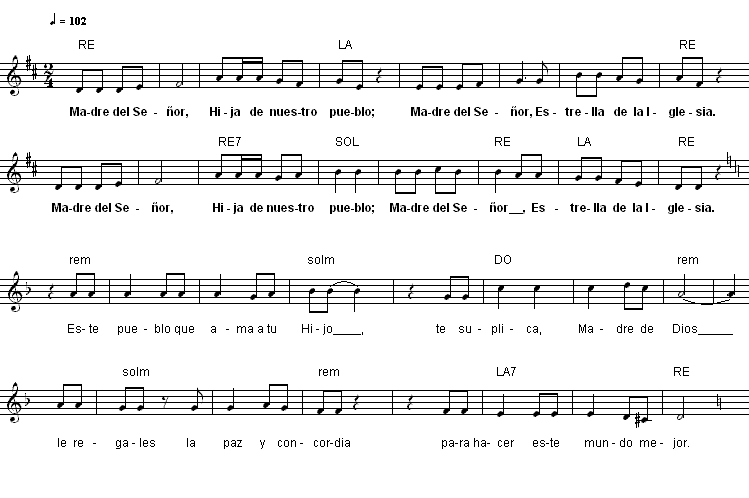 = 102
RE LA RE
2/4
Ma-dre del Se - ñor, Hi - ja de nues-tro pue-blo; Ma-dre del Se - ñor, Es - tre-lla de la I - gle-sia.
RE7 SOL RE LA RE
Ma-dre del Se - ñor, Hi - ja de nues-tro pue-blo; Ma-dre del Se - ñor__, Es - tre-lla de la I - gle-sia.
rem solm DO rem
Es-te pue-blo que a-ma a tu Hi-jo____, te su-pli-ca, Ma-dre de Dios_____
solm rem LA7 RE
le re-ga-les la paz y con-cor-dia pa-ra ha-cer es-te mun-do me-jor.